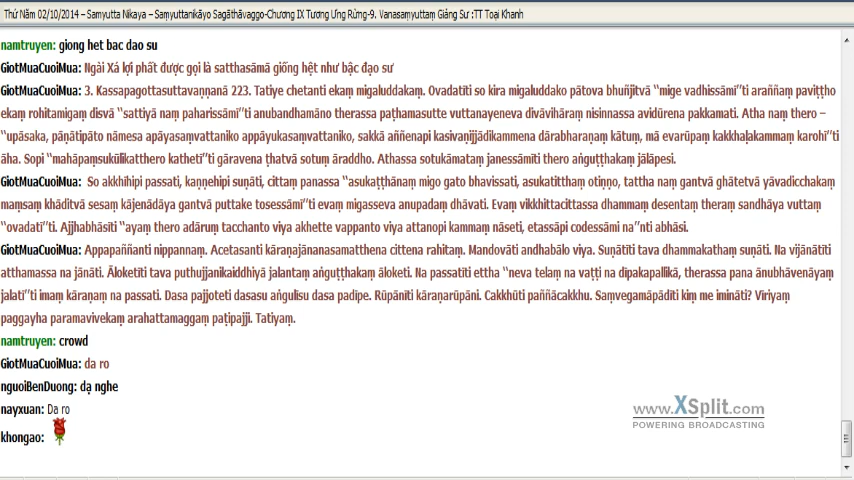 Thứ Năm 02/10/2014 – Samyutta Nikaya – Saṃyuttanikāyo Sagāthāvaggo-Chương IX Tương Ưng Rừng-9. Vanasaṃyuttaṃ Giảng Sư :TT Toại Khanh
namtruyen: giong het bac dao su
GiotMuaCuoiMua: Ngài Xá lợi phất được gọi là satthasāmā giống hệt như bậc đạo sư
GiotMuaCuoiMua: 3. Kassapagottasuttavaṇṇanā 223. Tatiye chetanti ekaṃ migaluddakaṃ. Ovadatīti so kira migaluddako pātova bhuñjitvā “mige vadhissāmī”ti araññaṃ paviṭṭho
ekaṃ rohitamigaṃ disvā “sattiyā naṃ paharissāmī”ti anubandhamāno therassa paṭhamasutte vuttanayeneva divāvihāraṃ nisinnassa avidūrena pakkamati. Atha naṃ thero –
“upāsaka, pāṇātipāto nāmesa apāyasaṃvattaniko appāyukasaṃvattaniko, sakkā aññenapi kasivaṇijjādikammena dārabharaṇaṃ kātuṃ, mā evarūpaṃ kakkhaḷakammaṃ karohī”ti
āha. Sopi “mahāpaṃsukūlikatthero kathetī”ti gāravena ṭhatvā sotuṃ āraddho. Athassa sotukāmataṃ janessāmīti thero aṅguṭṭhakaṃ jālāpesi.
GiotMuaCuoiMua: So akkhīhipi passati, kaṇṇehipi suṇāti, cittaṃ panassa “asukaṭṭhānaṃ migo gato bhavissati, asukatitthaṃ otiṇṇo, tattha naṃ gantvā ghātetvā yāvadicchakaṃ
maṃsaṃ khāditvā sesaṃ kājenādāya gantvā puttake tosessāmī”ti evaṃ migasseva anupadaṃ dhāvati. Evaṃ vikkhittacittassa dhammaṃ desentaṃ theraṃ sandhāya vuttaṃ
“ovadatī”ti. Ajjhabhāsīti “ayaṃ thero adāruṃ tacchanto viya akhette vappanto viya attanopi kammaṃ nāseti, etassāpi codessāmi na”nti abhāsi.
GiotMuaCuoiMua: Appapaññanti nippannaṃ. Acetasanti kāraṇajānanasamatthena cittena rahitaṃ. Mandovāti andhabālo viya. Suṇātīti tava dhammakathaṃ suṇāti. Na vijānātīti
atthamassa na jānāti. Āloketīti tava puthujjanikaiddhiyā jalantaṃ aṅguṭṭhakaṃ āloketi. Na passatīti ettha “neva telaṃ na vaṭṭi na dīpakapallikā, therassa pana ānubhāvenāyaṃ
jalatī”ti imaṃ kāraṇaṃ na passati. Dasa pajjoteti dasasu aṅgulīsu dasa padīpe. Rūpānīti kāraṇarūpāni. Cakkhūti paññācakkhu. Saṃvegamāpādīti kiṃ me iminā​ti? Vīriyaṃ
paggayha paramavivekaṃ arahattamaggaṃ paṭipajji. Tatiyaṃ.
namtruyen: crowd
GiotMuaCuoiMua: da ro
nguoiBenDuong: dạ nghe
nayxuan: Da ro
khongao:
www.XSplit.com
POWERING BROADCASTING